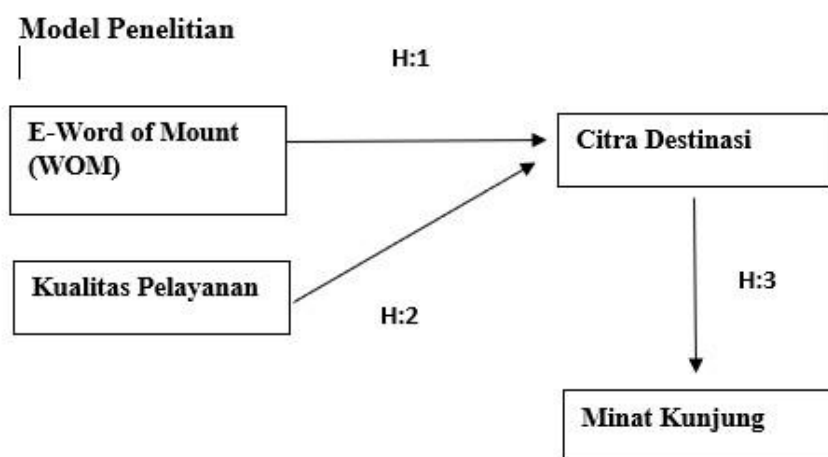 Model Penelitian
H:1
E-Word of Mount
(WOM)
Citra Destinasi
Kualitas Pelayanan
H:2
H:3
Minat Kunjung